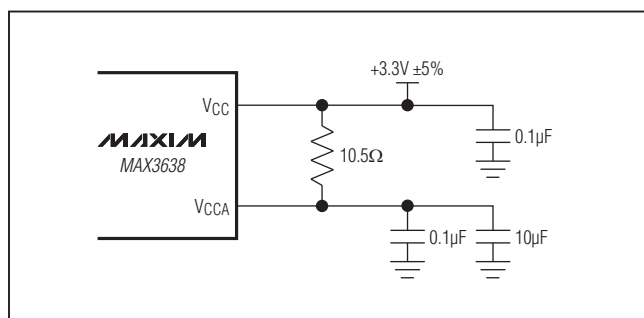 +3.3V ±5%
VCC
0.1µF
MAXIM
MAX3638
10.5Ω
VCCA
0.1µF
10µF